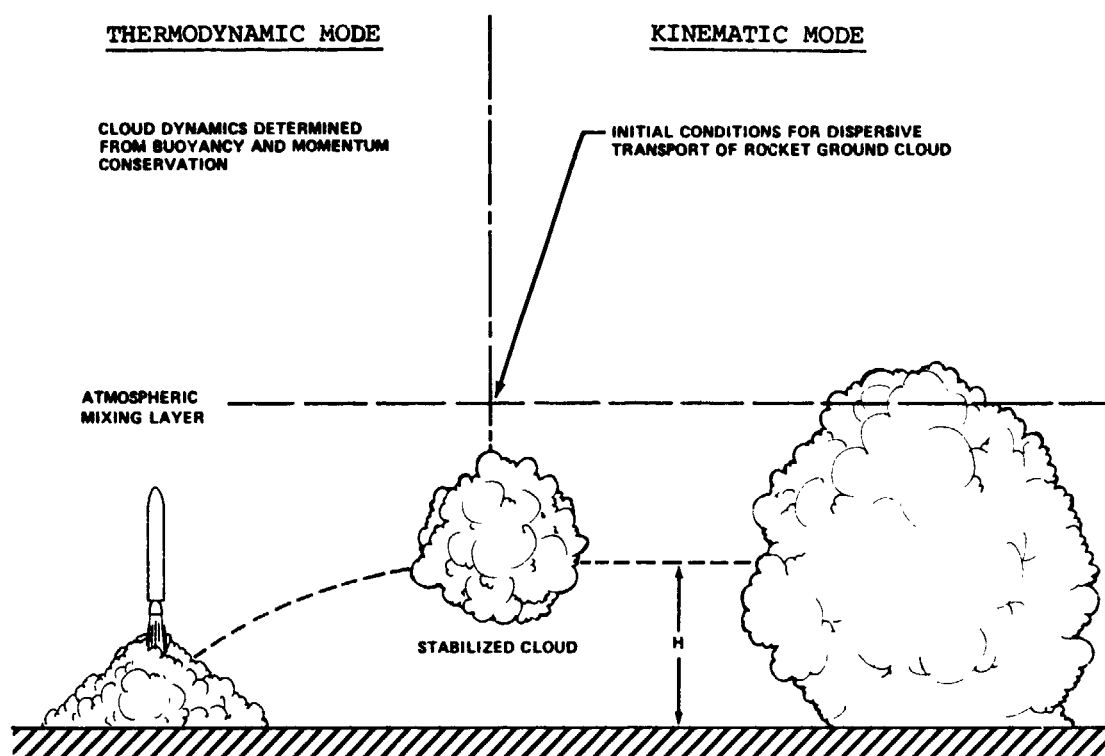 THERMODYNAMIC MODE
KINEMATIC MODE
CLOUD DYNAMICS DETERMINED
FROM BUOYANCY AND MOMENTUM
CONSERVATION
INITIAL CONDITIONS FOR DISPERSIVE
TRANSPORT OF ROCKET GROUND CLOUD
ATMOSPHERIC
MIXING LAYER
STABILIZED CLOUD
H